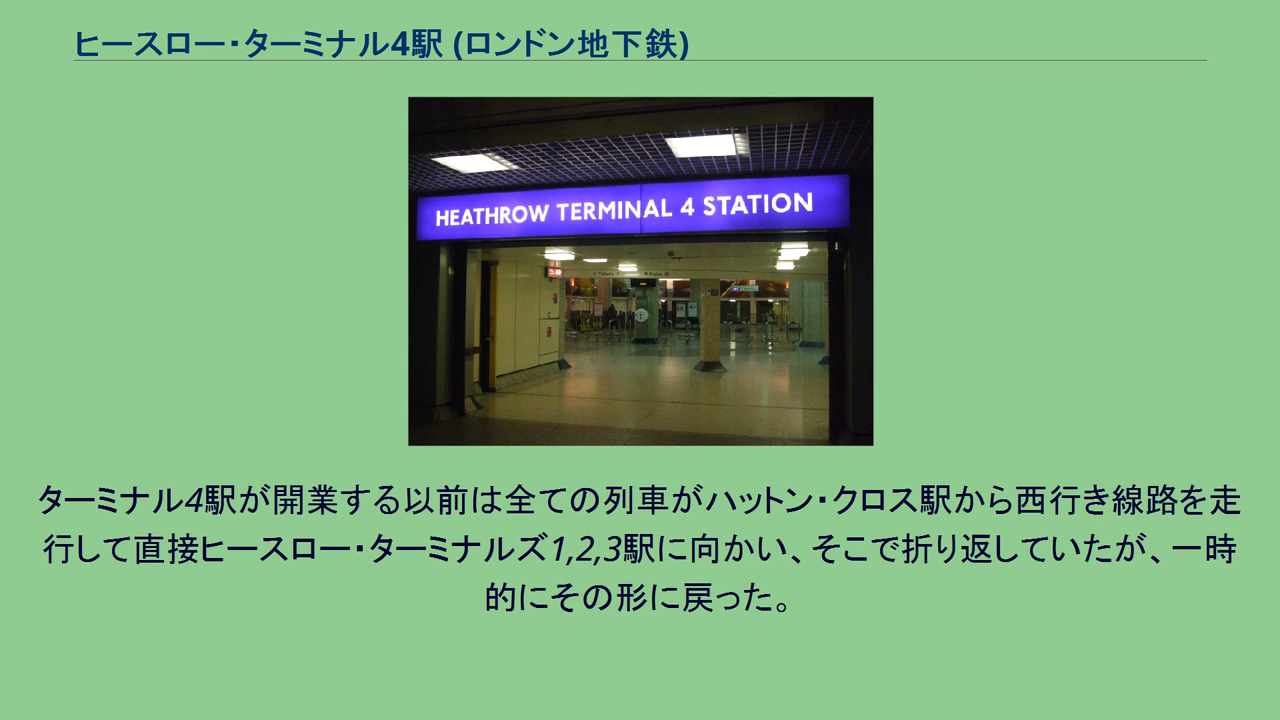 ヒースロー・ターミナル4駅 (ロンドン地下鉄)
HEATHROW TERMINAL 4 STATION
ターミナル4駅が開業する以前は全ての列車がハットン・クロス駅から西行き線路を走
行して直接ヒースロー・ターミナルズ1,2,3駅に向かい、そこで折り返していたが、一時
的にその形に戻った。